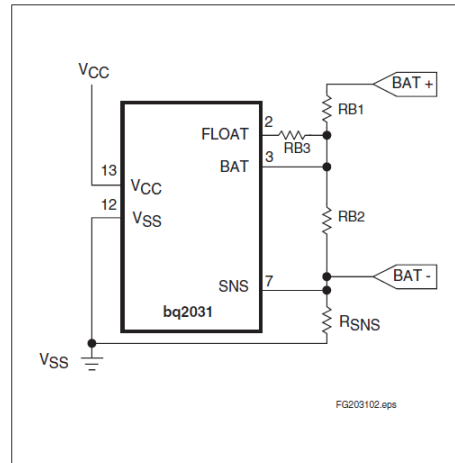 VCC
BAT +
RB1
FLOAT
2
RB3
BAT
3
13
VCC
12
VSS
RB2
BAT -
SNS
7
bq2031
RSNS
VSS
FG203102.eps